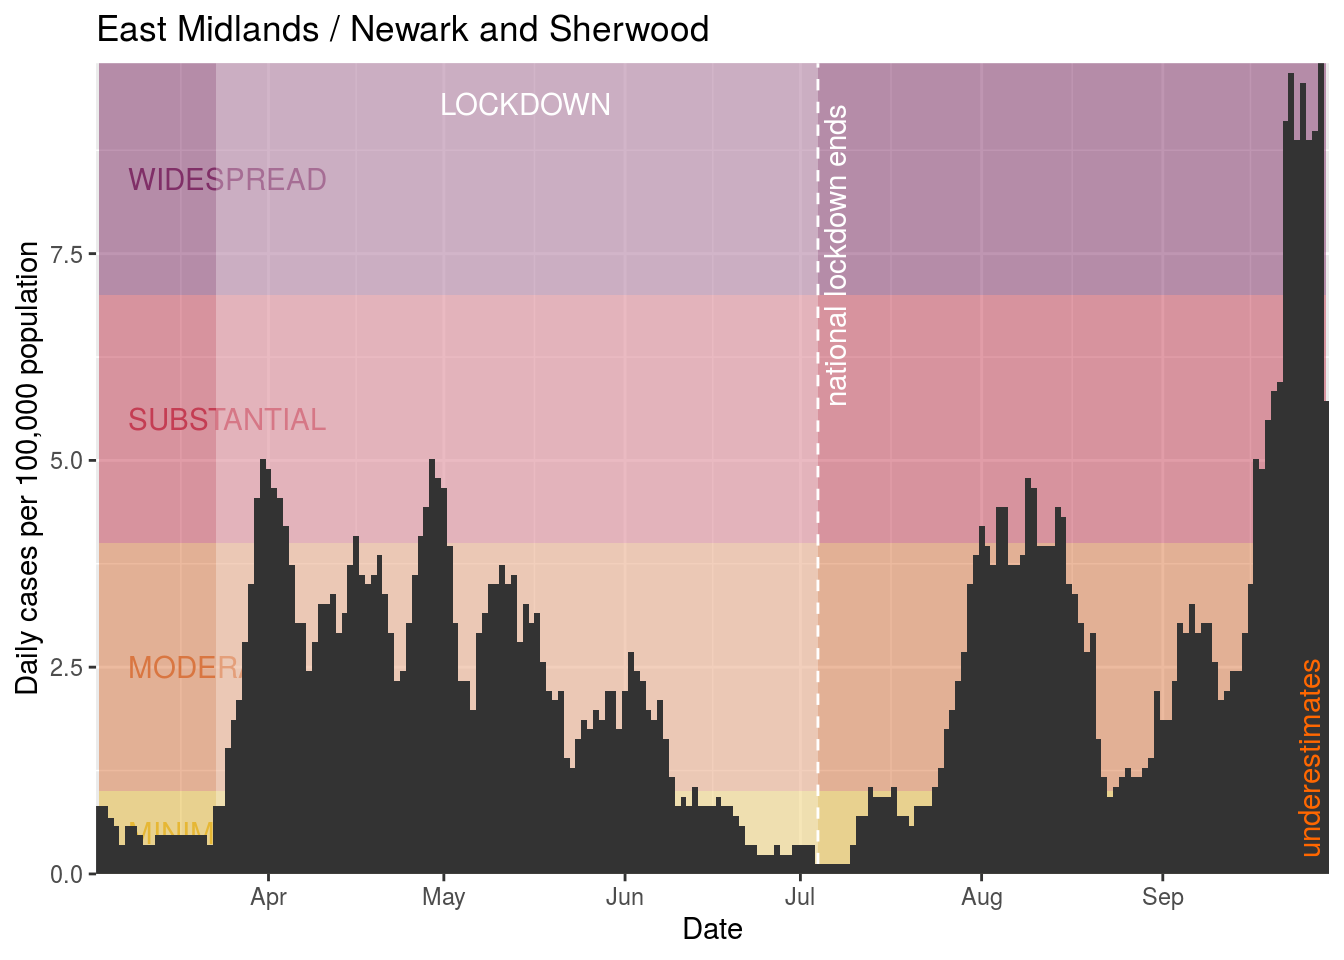 East Midlands / Newark and Sherwood
LOCKDOWN
WIDESPREAD
national lockdown ends
7.5
SUBSTANTIAL
5.0
Daily cases per 100,000 population
MODERA
2.5
underestimates
MINIM
0.0
Apr May Jun Jul Aug Sep
Date